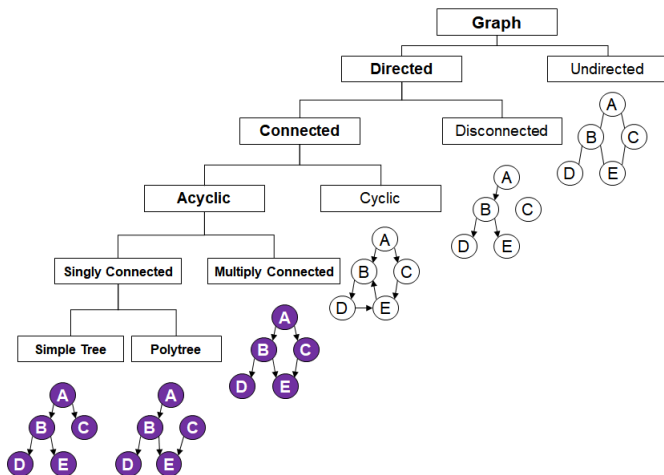 Graph
Directed
Undirected
A
B
C
D
E
Connected
Disconnected
A
B
C
D
E
Acyclic
Cyclic
A
B
C
D
E
Singly Connected
Multiply Connected
A
B
C
D
E
Simple Tree
Polytree
A
B
C
D
E
A
B
C
D
E